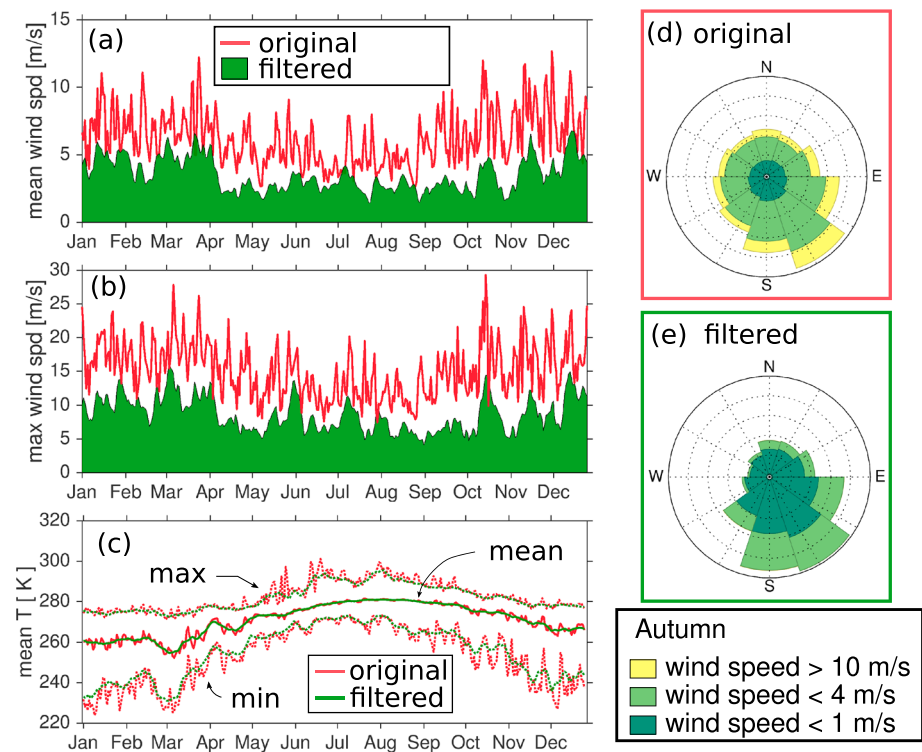 (a)
original
filtered
mean wind spd [m/s]
15
10
5
0
Jan Feb Mar Apr May Jun Jul Aug Sep Oct Nov Dec
(b)
max wind spd [m/s]
30
25
20
15
10
5
0
Jan Feb Mar Apr May Jun Jul Aug Sep Oct Nov Dec
(c)
mean T [ K]
320
300
280
260
240
220
max
mean
min
original
filtered
Jan Feb Mar Apr May Jun Jul Aug Sep Oct Nov Dec
(d) original
N
W E
S
(e) filtered
N
W E
S
Autumn
wind speed > 10 m/s
wind speed < 4 m/s
wind speed < 1 m/s